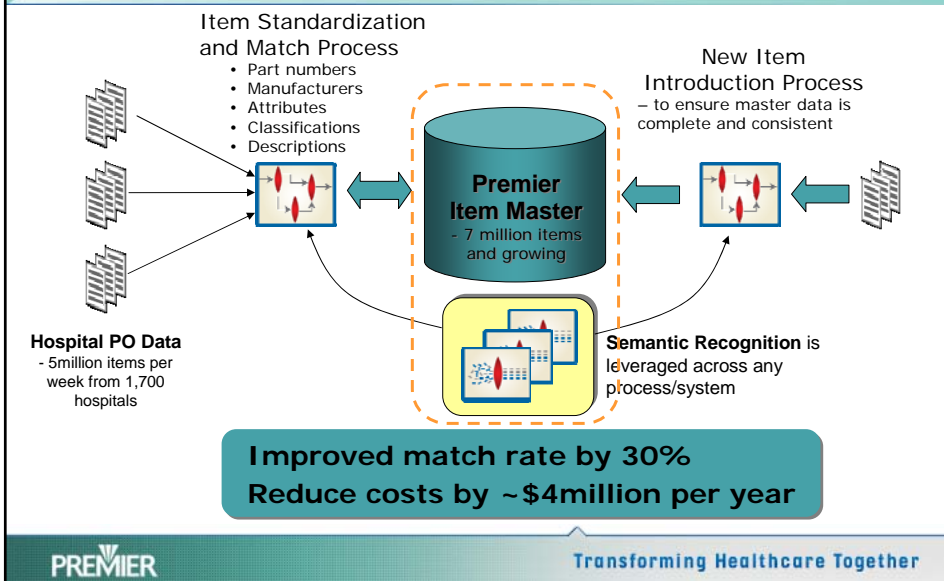 Item Standardization
and Match Process
• Part numbers
• Manufacturers
• Attributes
• Classifications
• Descriptions
New Item
Introduction Process
– to ensure master data is
complete and consistent
Premier
Item Master
- 7 million items
and growing
Hospital PO Data
- 5million items per
week from 1,700
hospitals
Semantic Recognition is
leveraged across any
process/system
Improved match rate by 30%
Reduce costs by ~$4million per year
PREMIER
Transforming Healthcare Together